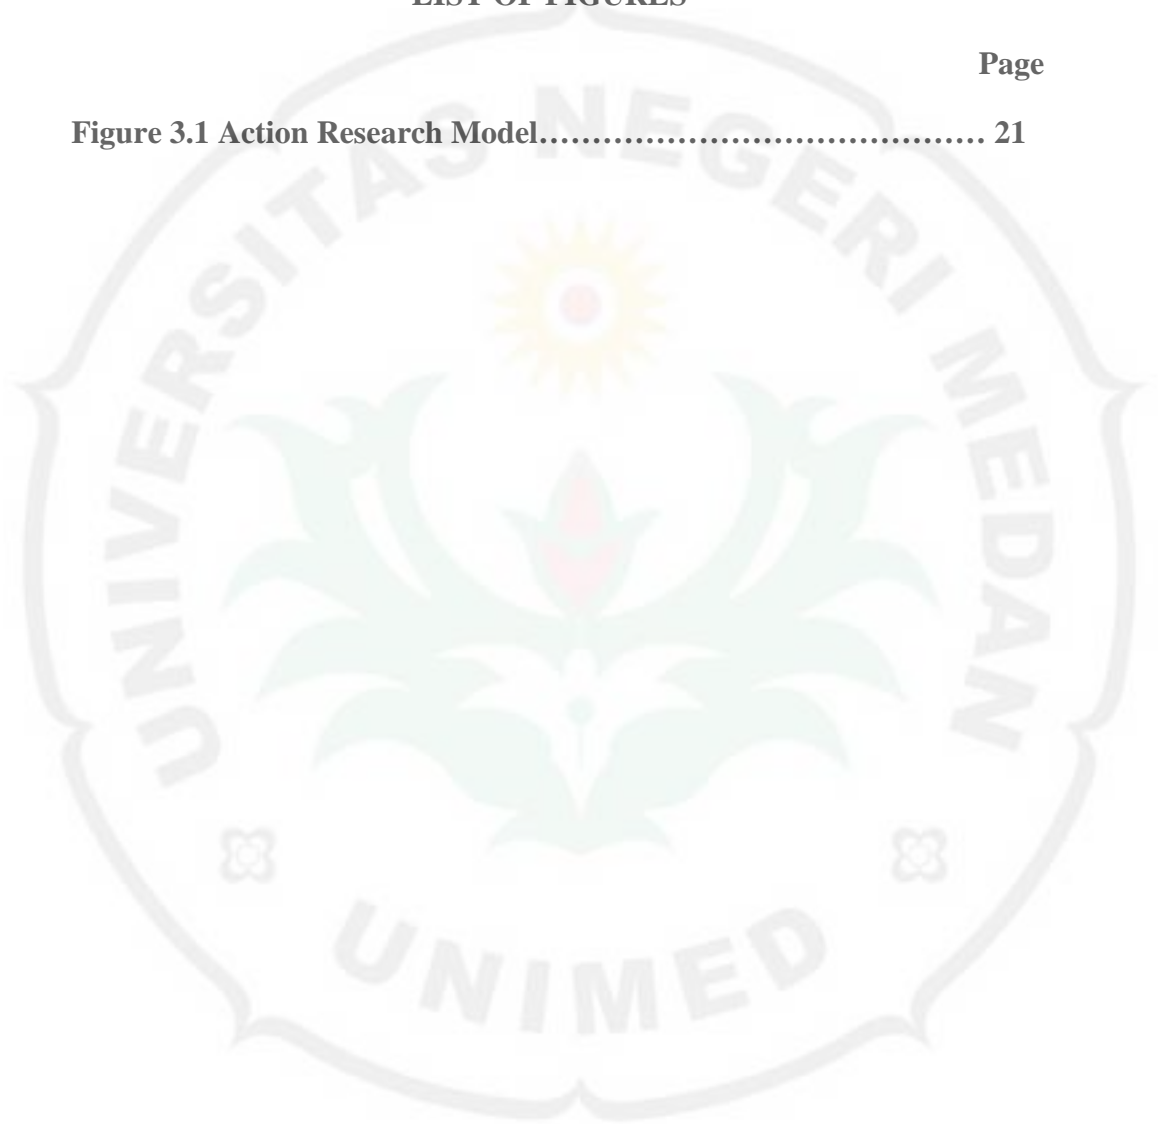 LIST OF FIGURES
Page
Figure 3.1 Action Research Model………………………………… 21
UNIVERSITAS NEGERI MEDAN
UNIMED